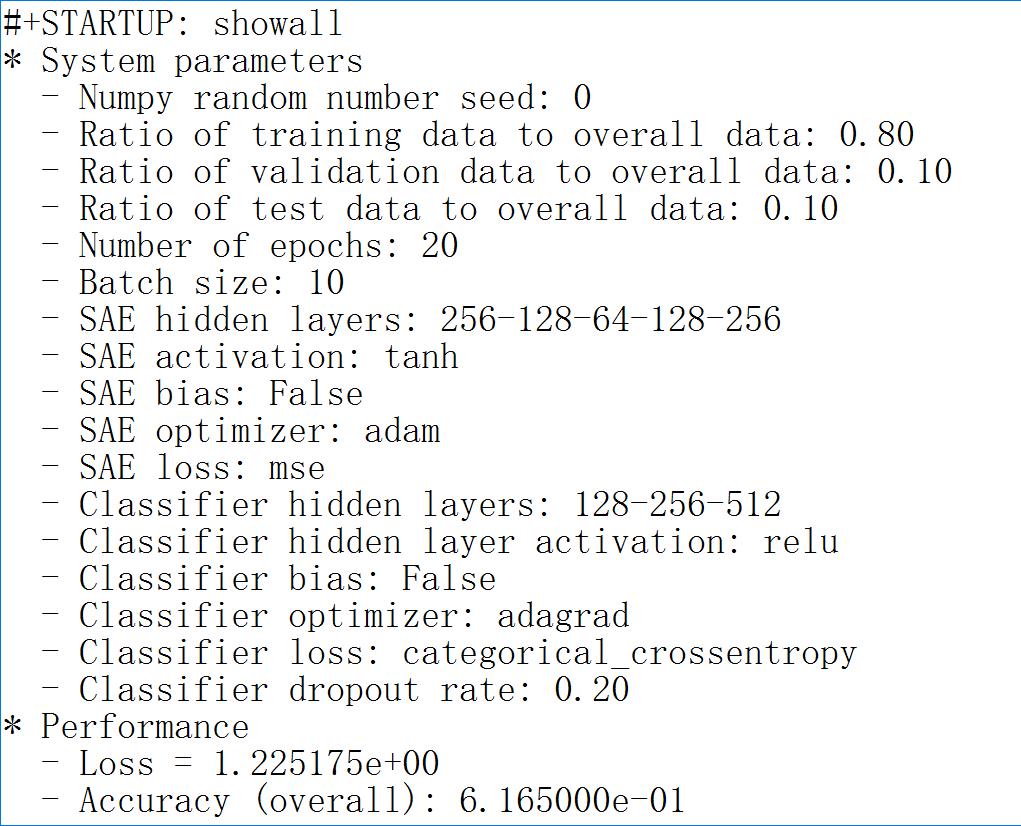 #+STARTUP: showall
* System parameters
  - Numpy random number seed: 0
  - Ratio of training data to overall data: 0.80
  - Ratio of validation data to overall data: 0.10
  - Ratio of test data to overall data: 0.10
  - Number of epochs: 20
  - Batch size: 10
  - SAE hidden layers: 256-128-64-128-256
  - SAE activation: tanh
  - SAE bias: False
  - SAE optimizer: adam
  - SAE loss: mse
  - Classifier hidden layers: 128-256-512
  - Classifier hidden layer activation: relu
  - Classifier bias: False
  - Classifier optimizer: adagrad
  - Classifier loss: categorical_crossentropy
  - Classifier dropout rate: 0.20
* Performance
  - Loss = 1.225175e+00
  - Accuracy (overall): 6.165000e-01